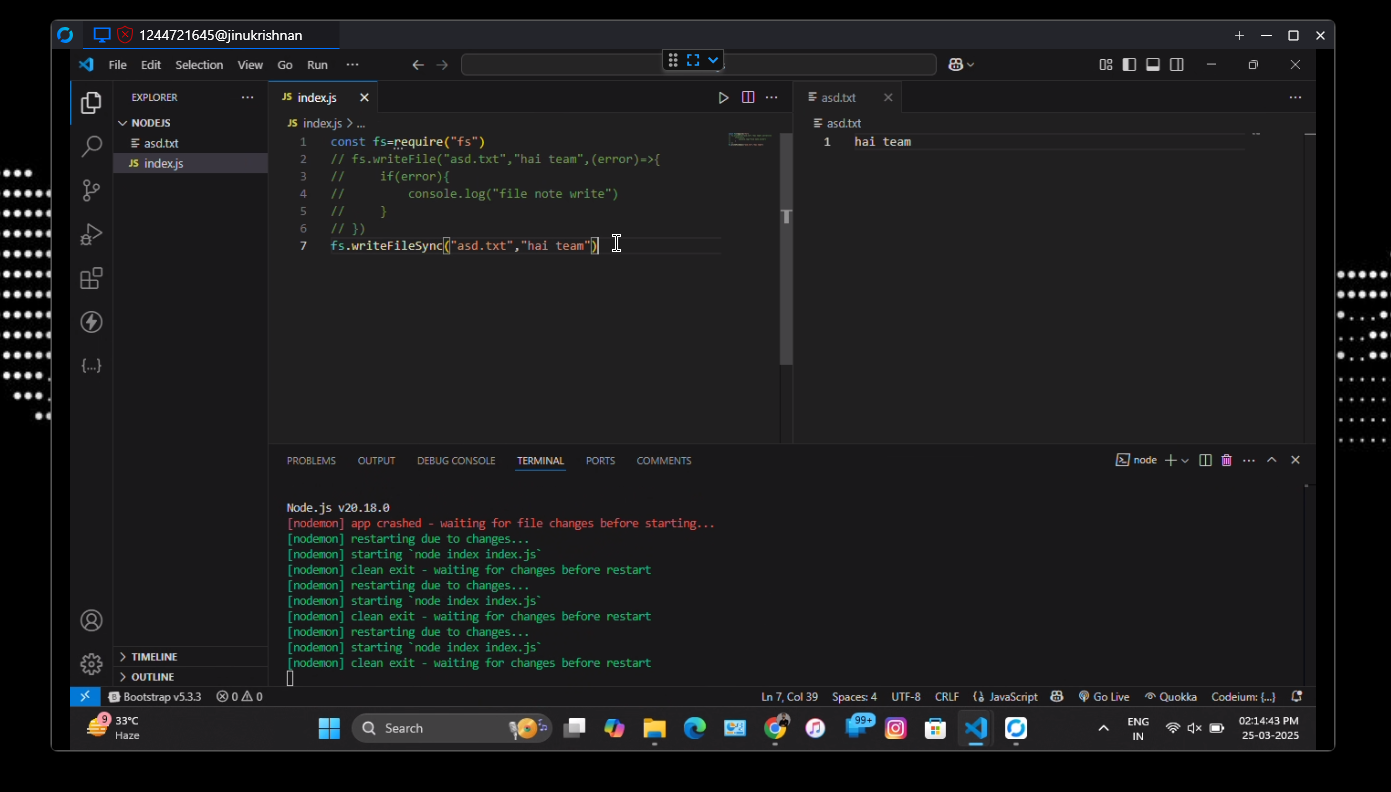 1244721645@jinukrishnan
File Edit Selection View Go Run ···
EXPLORER ···
NODEJS
asd.txt
JS index.js
TIMELINE
OUTLINE
JS index.js
JS index.js > ...
1 const fs=require("fs")
2 // fs.writeFile("asd.txt","hai team",(error)=>{
3 //     if(error){
4 //         console.log("file note write")
5 //     }
6 // })
7 fs.writeFileSync("asd.txt","hai team")
asd.txt
asd.txt
1 hai team
PROBLEMS OUTPUT DEBUG CONSOLE TERMINAL PORTS COMMENTS
node
Node.js v20.18.0
[nodemon] app crashed - waiting for file changes before starting...
[nodemon] restarting due to changes...
[nodemon] starting `node index index.js`
[nodemon] clean exit - waiting for changes before restart
[nodemon] restarting due to changes...
[nodemon] starting `node index index.js`
[nodemon] clean exit - waiting for changes before restart
[nodemon] restarting due to changes...
[nodemon] starting `node index index.js`
[nodemon] clean exit - waiting for changes before restart
Bootstrap v5.3.3 0 0 Ln 7, Col 39 Spaces: 4 UTF-8 CRLF {} JavaScript Go Live Quokka Codeium: {...}
9 33°C
Haze
Search
99+
ENG
IN
02:14:43 PM
25-03-2025